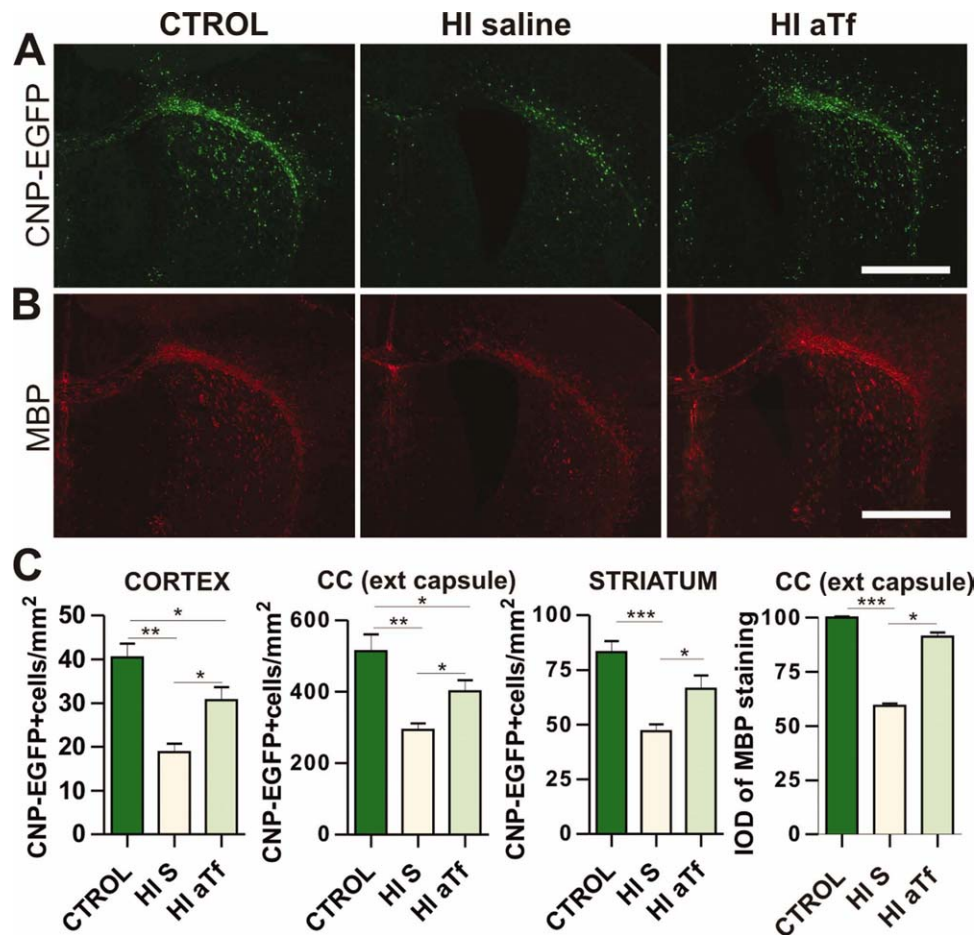 CTROL HI saline HI aTf
A
CNP-EGFP
B
MBP
C
CORTEX
CNP-EGFP+cells/mm²
50
40
30
20
10
0
*
**
*
CTROL
HI S
HI aTf
CC (ext capsule)
CNP-EGFP+cells/mm²
600
400
200
0
*
**
*
CTROL
HI S
HI aTf
STRIATUM
CNP-EGFP+cells/mm²
100
75
50
25
0
***
*
CTROL
HI S
HI aTf
CC (ext capsule)
IOD of MBP staining
100
75
50
25
0
***
*
CTROL
HI S
HI aTf